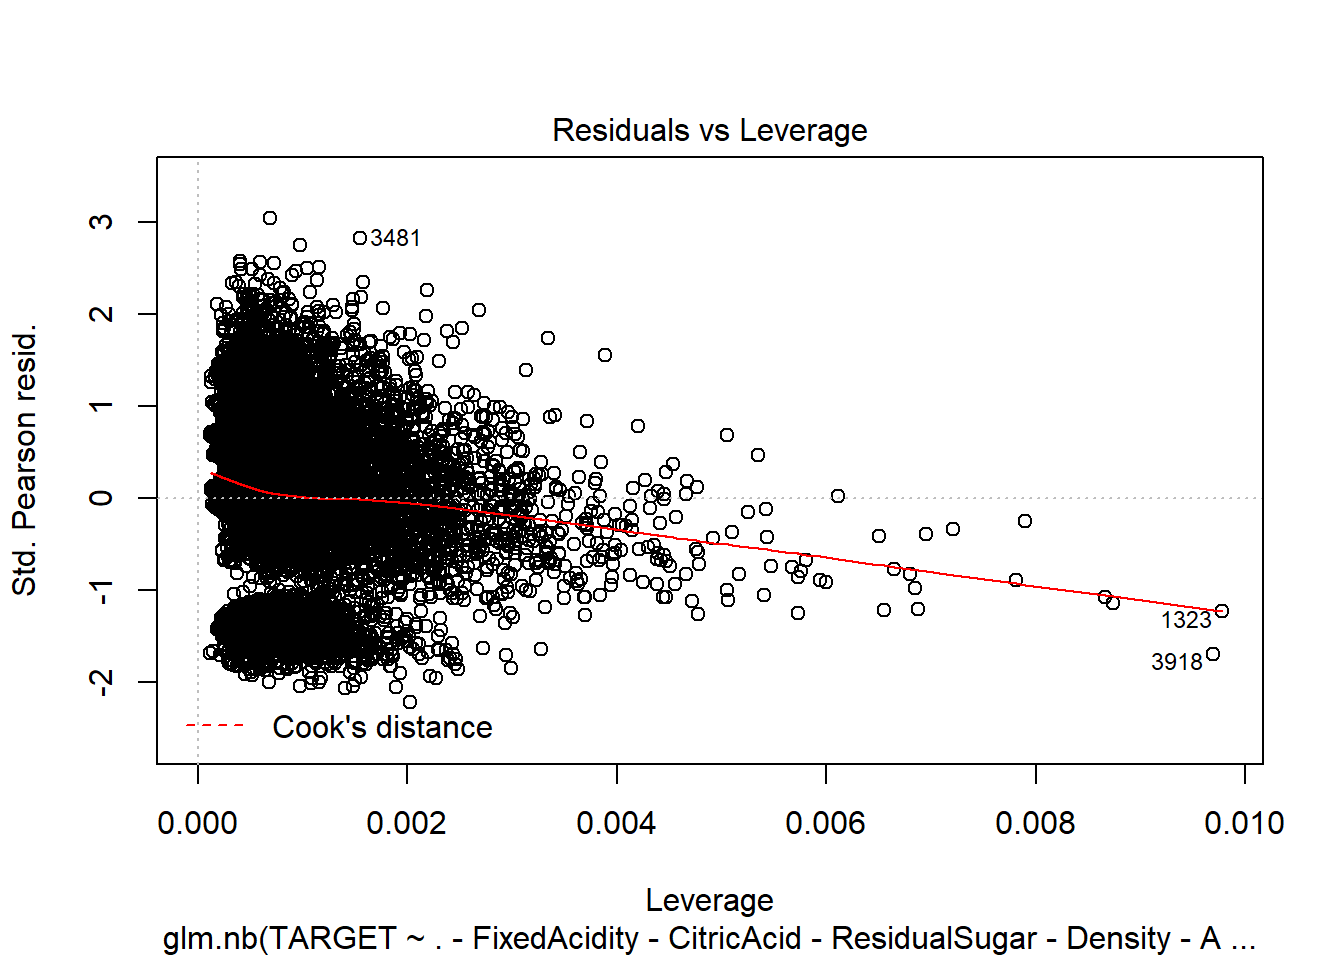 Residuals vs Leverage
Std. Pearson resid.
3
2
1
0
-1
-2
3481
1323
3918
Cook's distance
0.000 0.002 0.004 0.006 0.008 0.010
Leverage
glm.nb(TARGET ~ . - FixedAcidity - CitricAcid - ResidualSugar - Density - A ...